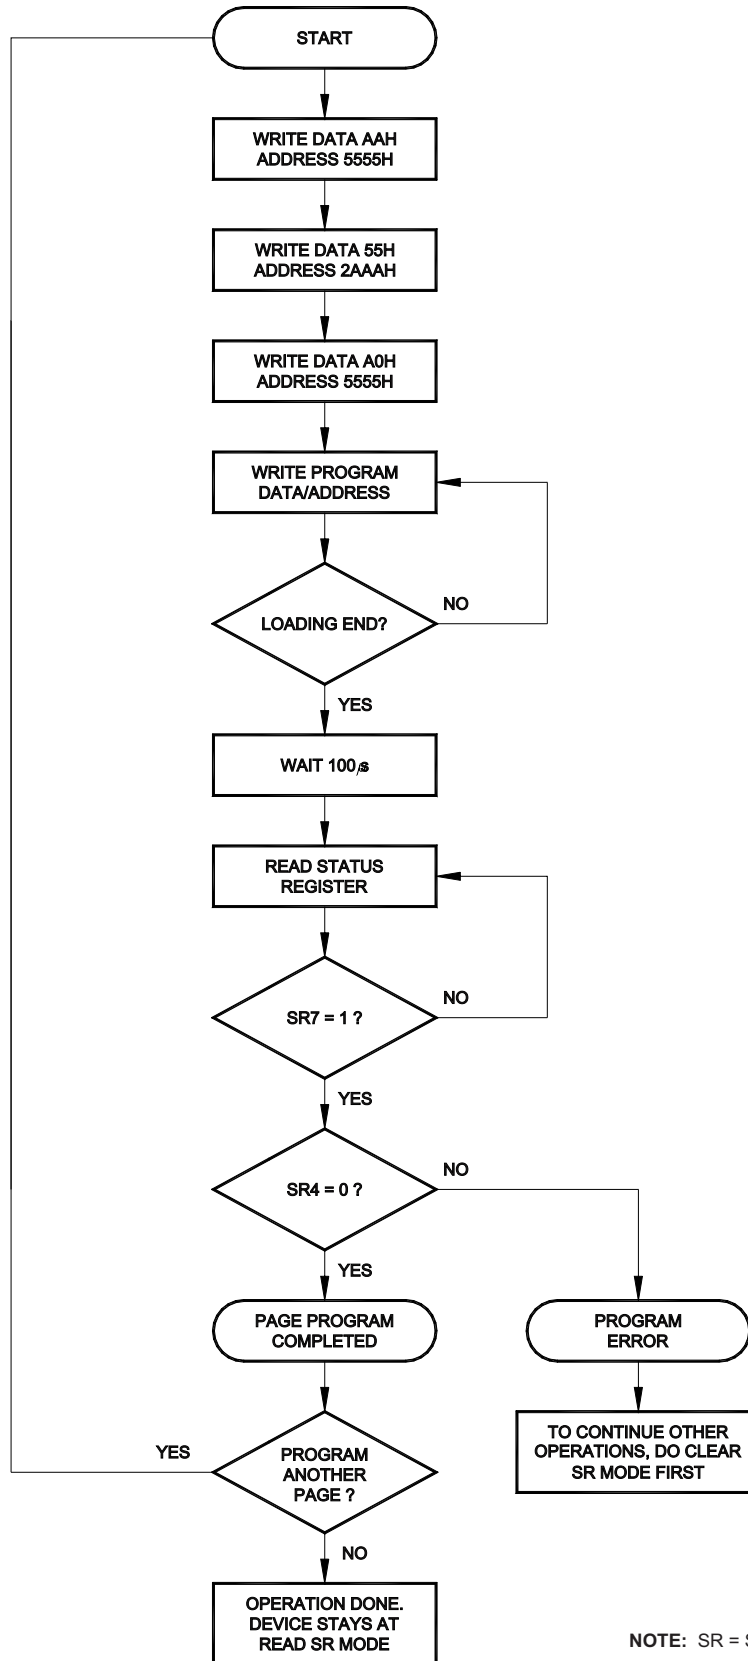 START
WRITE DATA AAH
ADDRESS 5555H
WRITE DATA 55H
ADDRESS 2AAAH
WRITE DATA A0H
ADDRESS 5555H
WRITE PROGRAM
DATA/ADDRESS
NO
LOADING END?
YES
WAIT 100µs
READ STATUS
REGISTER
NO
SR7 = 1 ?
YES
NO
SR4 = 0 ?
YES
PAGE PROGRAM
COMPLETED
PROGRAM
ERROR
TO CONTINUE OTHER
OPERATIONS, DO CLEAR
SR MODE FIRST
YES
PROGRAM
ANOTHER
PAGE ?
NO
OPERATION DONE.
DEVICE STAYS AT
READ SR MODE
NOTE: SR =